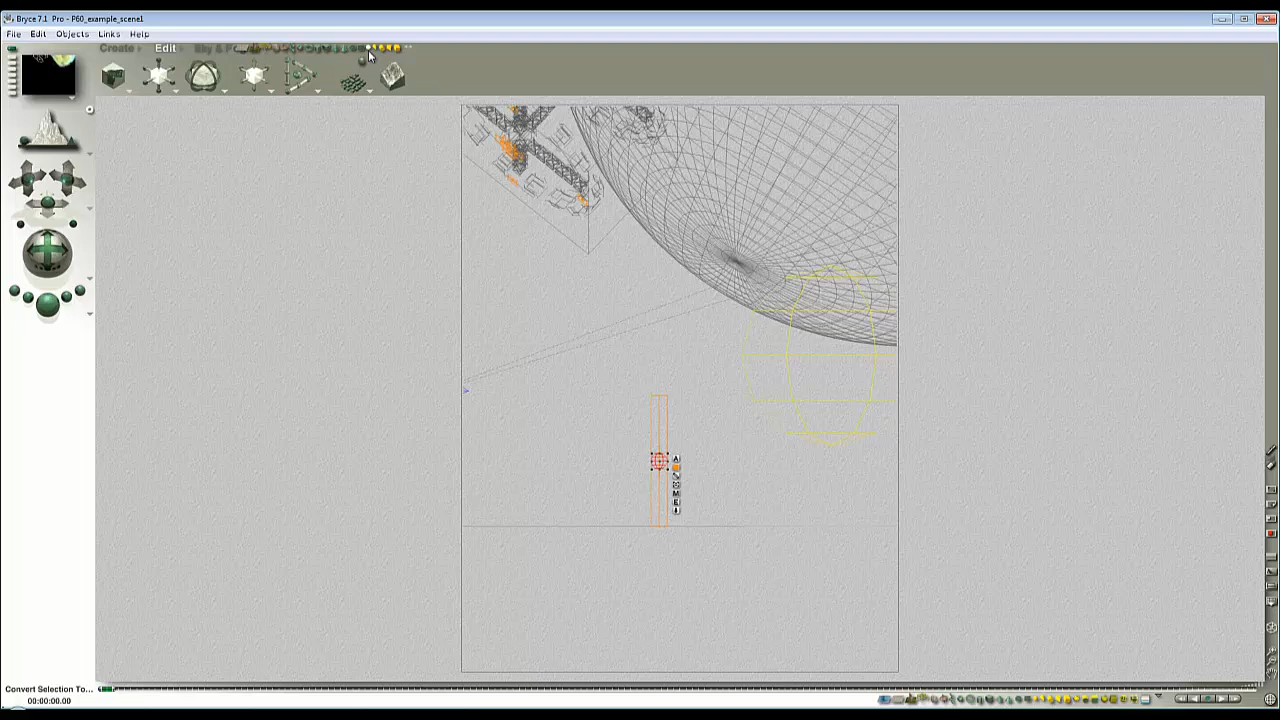 Bryce 7.1 Pro - P60_example_scene1
File Edit Objects Links Help
Create Edit Sky &
A
M
E
Convert Selection To...
00:00:00.00